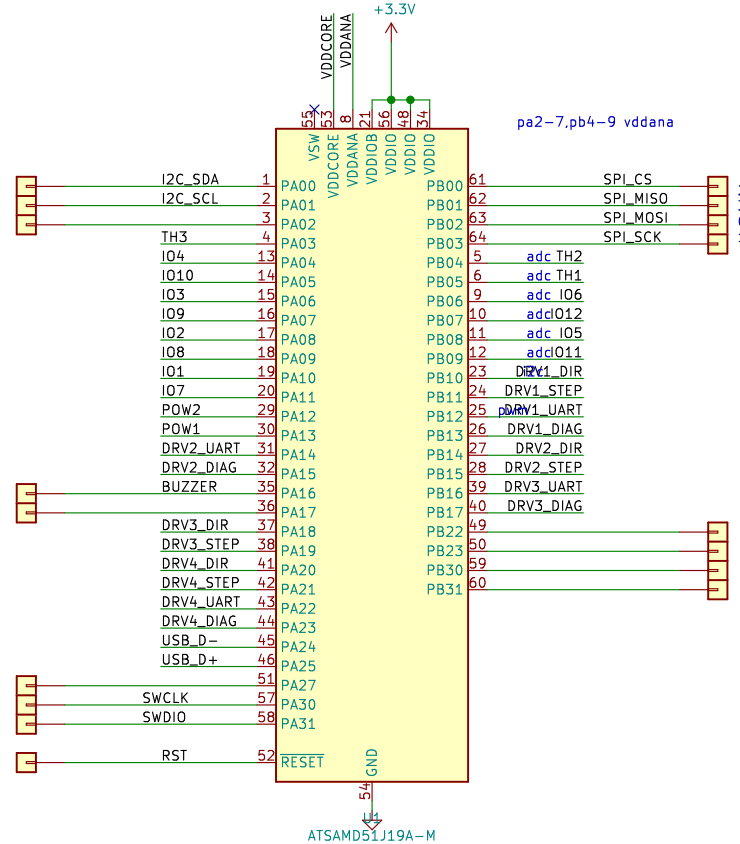 +3.3V
VDDCORE
VDDANA
55 53 8 21 56 48 34
pa2-7,pb4-9 vddana
VSW VDDCORE VDDANA VDDIOB VDDIO VDDIO VDDIO
I2C_SDA 1 PA00 PB00 61 SPI_CS
I2C_SCL 2 PA01 PB01 62 SPI_MISO
3 PA02 PB02 63 SPI_MOSI
TH3 4 PA03 PB03 64 SPI_SCK
IO4 13 PA04 PB04 5 adc TH2
IO10 14 PA05 PB05 6 adc TH1
IO3 15 PA06 PB06 9 adc IO6
IO9 16 PA07 PB07 10 adc IO12
IO2 17 PA08 PB08 11 adc IO5
IO8 18 PA09 PB09 12 adc IO11
IO1 19 PA10 PB10 23 DRV1_DIR
IO7 20 PA11 PB11 24 DRV1_STEP
POW2 29 PA12 PB12 25 pwm DRV1_UART
POW1 30 PA13 PB13 26 DRV1_DIAG
DRV2_UART 31 PA14 PB14 27 DRV2_DIR
DRV2_DIAG 32 PA15 PB15 28 DRV2_STEP
BUZZER 35 PA16 PB16 39 DRV3_UART
36 PA17 PB17 40 DRV3_DIAG
DRV3_DIR 37 PA18 PB22 49
DRV3_STEP 38 PA19 PB23 50
DRV4_DIR 41 PA20 PB30 59
DRV4_STEP 42 PA21 PB31 60
DRV4_UART 43 PA22
DRV4_DIAG 44 PA23
USB_D- 45 PA24
USB_D+ 46 PA25
51 PA27
SWCLK 57 PA30
SWDIO 58 PA31
RST 52 RESET
GND
54
U1
ATSAMD51J19A-M